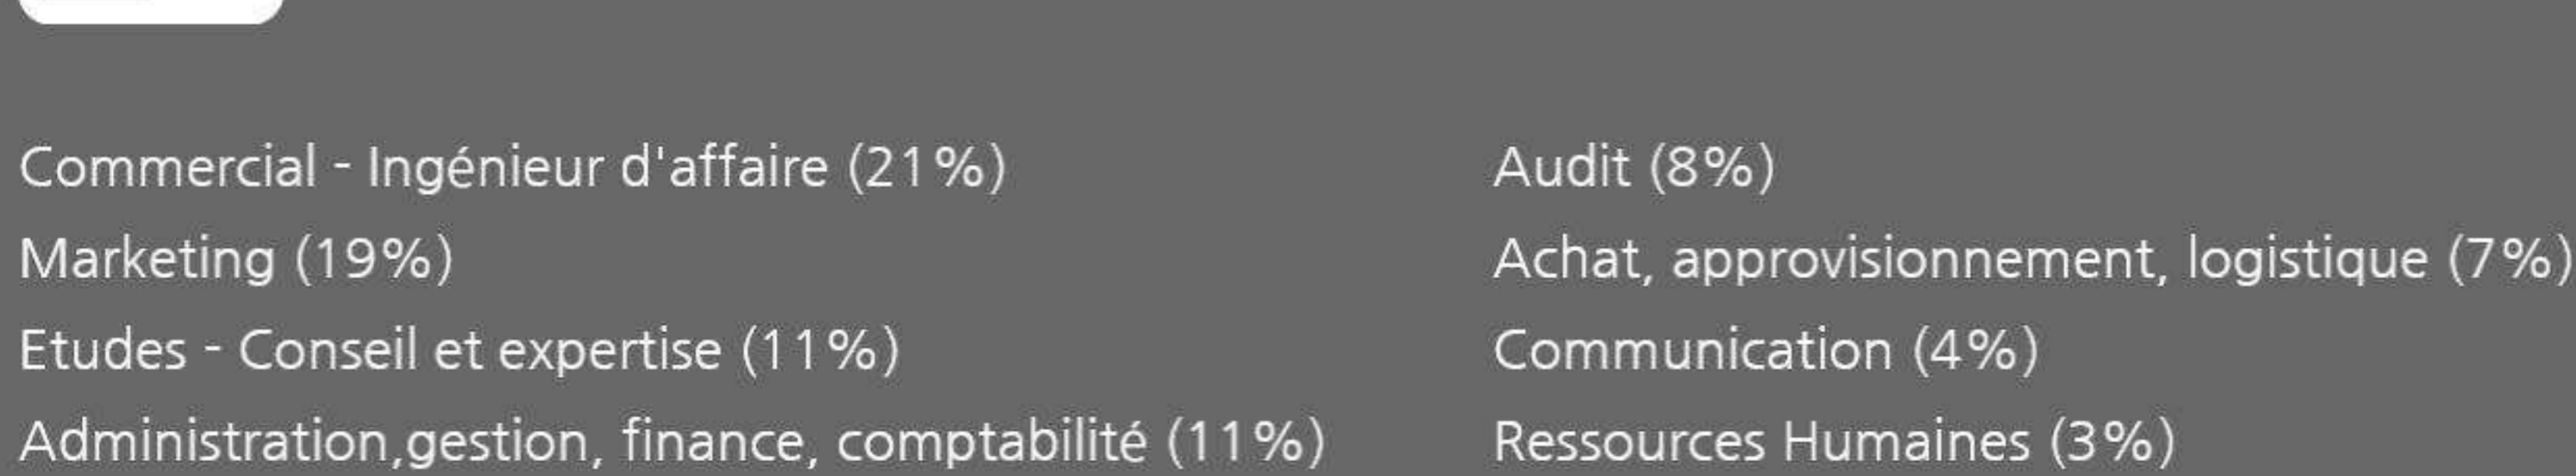 Commercial - Ingénieur d'affaire (21%)
Marketing (19%)
Etudes - Conseil et expertise (11%)
Administration,gestion, finance, comptabilité (11%)
Audit (8%)
Achat, approvisionnement, logistique (7%)
Communication (4%)
Ressources Humaines (3%)